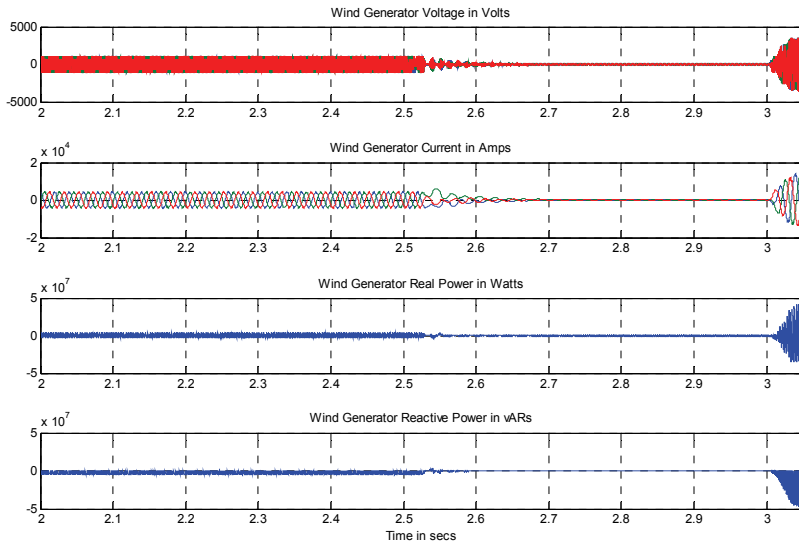 Wind Generator Voltage in Volts
5000
0
-5000
2 2.1 2.2 2.3 2.4 2.5 2.6 2.7 2.8 2.9 3
Wind Generator Current in Amps
x 10^4
2
0
-2
2 2.1 2.2 2.3 2.4 2.5 2.6 2.7 2.8 2.9 3
Wind Generator Real Power in Watts
x 10^7
5
0
-5
2 2.1 2.2 2.3 2.4 2.5 2.6 2.7 2.8 2.9 3
Wind Generator Reactive Power in vARs
x 10^7
5
0
-5
2 2.1 2.2 2.3 2.4 2.5 2.6 2.7 2.8 2.9 3
Time in secs